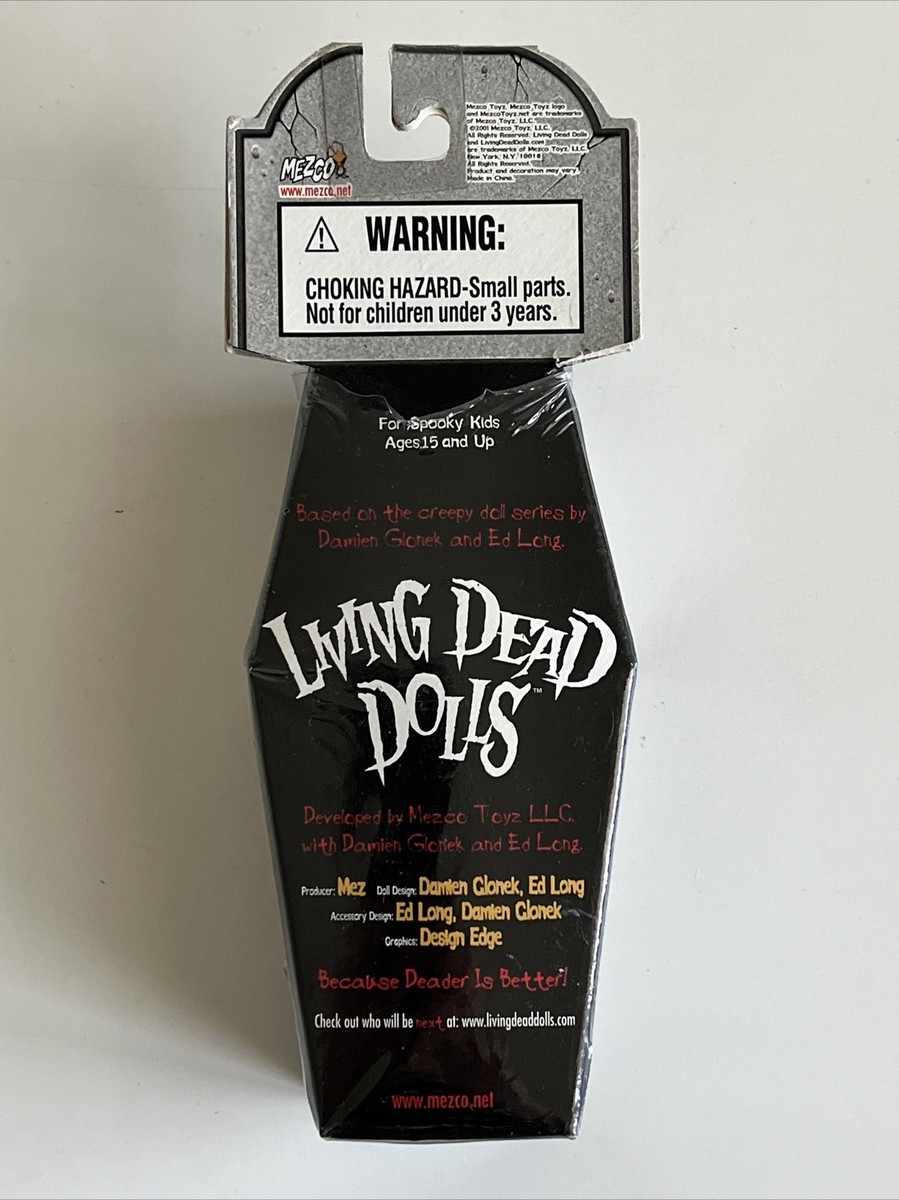 MEZCO
www.mezco.net
Mezco Toyz, Mezco Toyz logo
and MezcoToyz.net are trademarks
of Mezco Toyz, LLC.
©2001 Mezco Toyz, LLC.
All Rights Reserved. Living Dead Dolls
and LivingDeadDolls.com
are trademarks of Mezco Toyz, LLC.
New York, N.Y. 10016
All Rights Reserved.
Product and decoration may vary.
Made in China.
WARNING:
CHOKING HAZARD-Small parts.
Not for children under 3 years.
For Spooky Kids
Ages 15 and Up
Based on the creepy doll series by
Damien Glonek and Ed Long.
LIVING DEAD
DOLLS™
Developed by Mezco Toyz LLC.
with Damien Glonek and Ed Long.
Producer: Mez Doll Design: Damien Glonek, Ed Long
Accessory Design: Ed Long, Damien Glonek
Graphics: Design Edge
Because Deader Is Better!
Check out who will be next at: www.livingdeaddolls.com
www.mezco.net